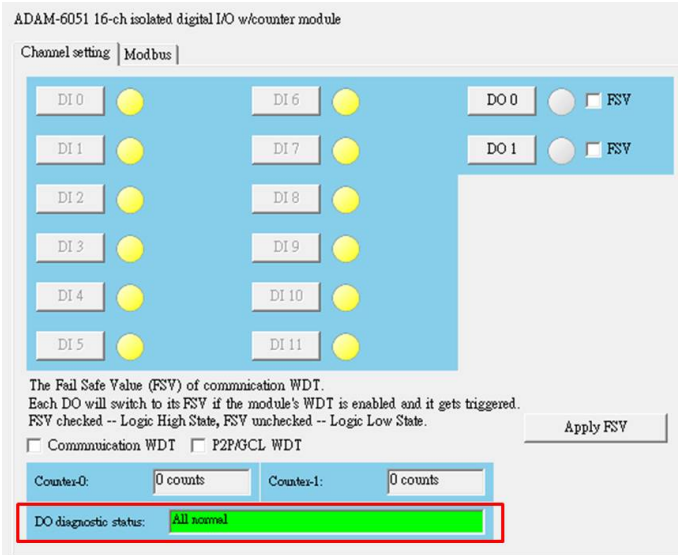 ADAM-6051 16-ch isolated digital I/O w/counter module
Channel setting Modbus
DI 0 DI 6 DO 0 FSV
DI 1 DI 7 DO 1 FSV
DI 2 DI 8
DI 3 DI 9
DI 4 DI 10
DI 5 DI 11
The Fail Safe Value (FSV) of commnication WDT.
Each DO will switch to its FSV if the module's WDT is enabled and it gets triggered.
FSV checked -- Logic High State, FSV unchecked -- Logic Low State.
Apply FSV
Commnuication WDT P2P/GCL WDT
Counter-0: 0 counts Counter-1: 0 counts
DO diagnostic status: All normal